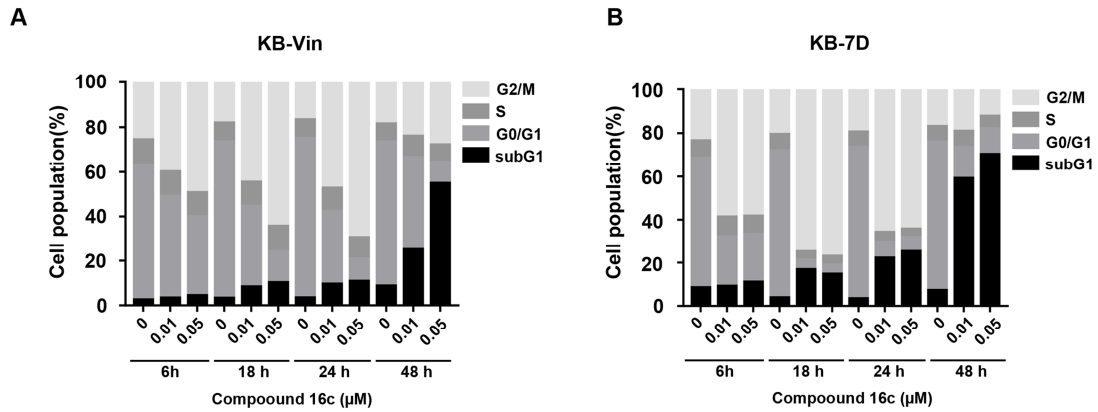 A
KB-Vin
Cell population(%)
100
80
60
40
20
0
G2/M
S
G0/G1
subG1
0 0.01 0.05 0 0.01 0.05 0 0.01 0.05 0 0.01 0.05
6h 18 h 24 h 48 h
Compoound 16c (μM)
B
KB-7D
Cell population(%)
100
80
60
40
20
0
G2/M
S
G0/G1
subG1
0 0.01 0.05 0 0.01 0.05 0 0.01 0.05 0 0.01 0.05
6h 18 h 24 h 48 h
Compoound 16c (μM)